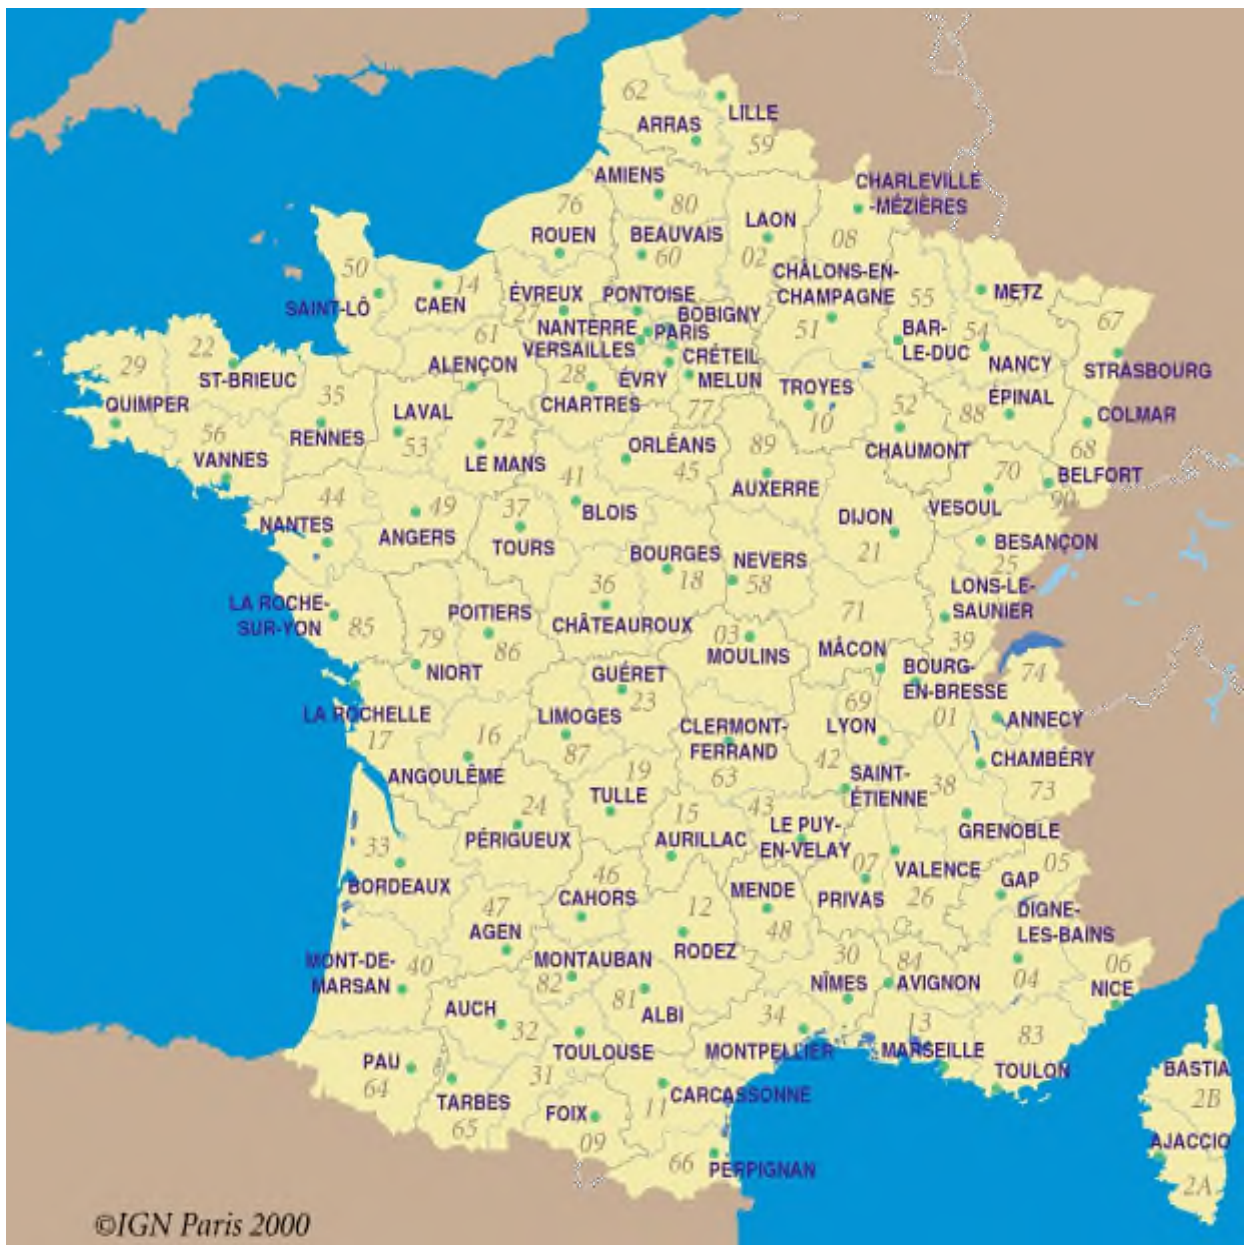 62
LILLE
ARRAS
59
AMIENS
CHARLEVILLE
-MÉZIÈRES
76
80
LAON
ROUEN
BEAUVAIS
08
02
60
50
CHÂLONS-EN-
CHAMPAGNE
14
ÉVREUX
PONTOISE
METZ
SAINT-LÔ
CAEN
27
BOBIGNY
55
67
61
NANTERRE
PARIS
51
BAR-
LE-DUC
54
22
29
VERSAILLES
CRÉTEIL
NANCY
ALENÇON
STRASBOURG
ST-BRIEUC
28
ÉVRY
MELUN
TROYES
35
QUIMPER
LAVAL
CHARTRES
77
10
52
88
ÉPINAL
COLMAR
56
RENNES
53
72
ORLÉANS
89
CHAUMONT
68
VANNES
LE MANS
41
45
AUXERRE
70
BELFORT
44
49
37
BLOIS
VESOUL
90
NANTES
ANGERS
TOURS
DIJON
BESANÇON
BOURGES
NEVERS
21
25
36
18
58
LONS-LE-
SAUNIER
LA ROCHE-
SUR-YON
85
79
POITIERS
86
CHÂTEAUROUX
03
MOULINS
71
MÂCON
39
NIORT
GUÉRET
BOURG-
EN-BRESSE
74
LA ROCHELLE
17
16
LIMOGES
23
CLERMONT-
FERRAND
69
LYON
01
ANNECY
87
42
CHAMBÉRY
ANGOULÊME
19
63
SAINT-
ÉTIENNE
38
73
24
TULLE
15
43
PÉRIGUEUX
AURILLAC
LE PUY-
EN-VELAY
GRENOBLE
33
07
VALENCE
05
BORDEAUX
46
CAHORS
MENDE
PRIVAS
26
GAP
47
12
48
DIGNE-
LES-BAINS
AGEN
RODEZ
MONT-DE-
MARSAN
40
MONTAUBAN
82
30
NÎMES
84
AVIGNON
04
06
NICE
AUCH
32
81
ALBI
34
13
83
PAU
64
TOULOUSE
31
MONTPELLIER
MARSEILLE
TOULON
BASTIA
TARBES
65
FOIX
09
11
CARCASSONNE
2B
AJACCIO
66
PERPIGNAN
2A
©IGN Paris 2000